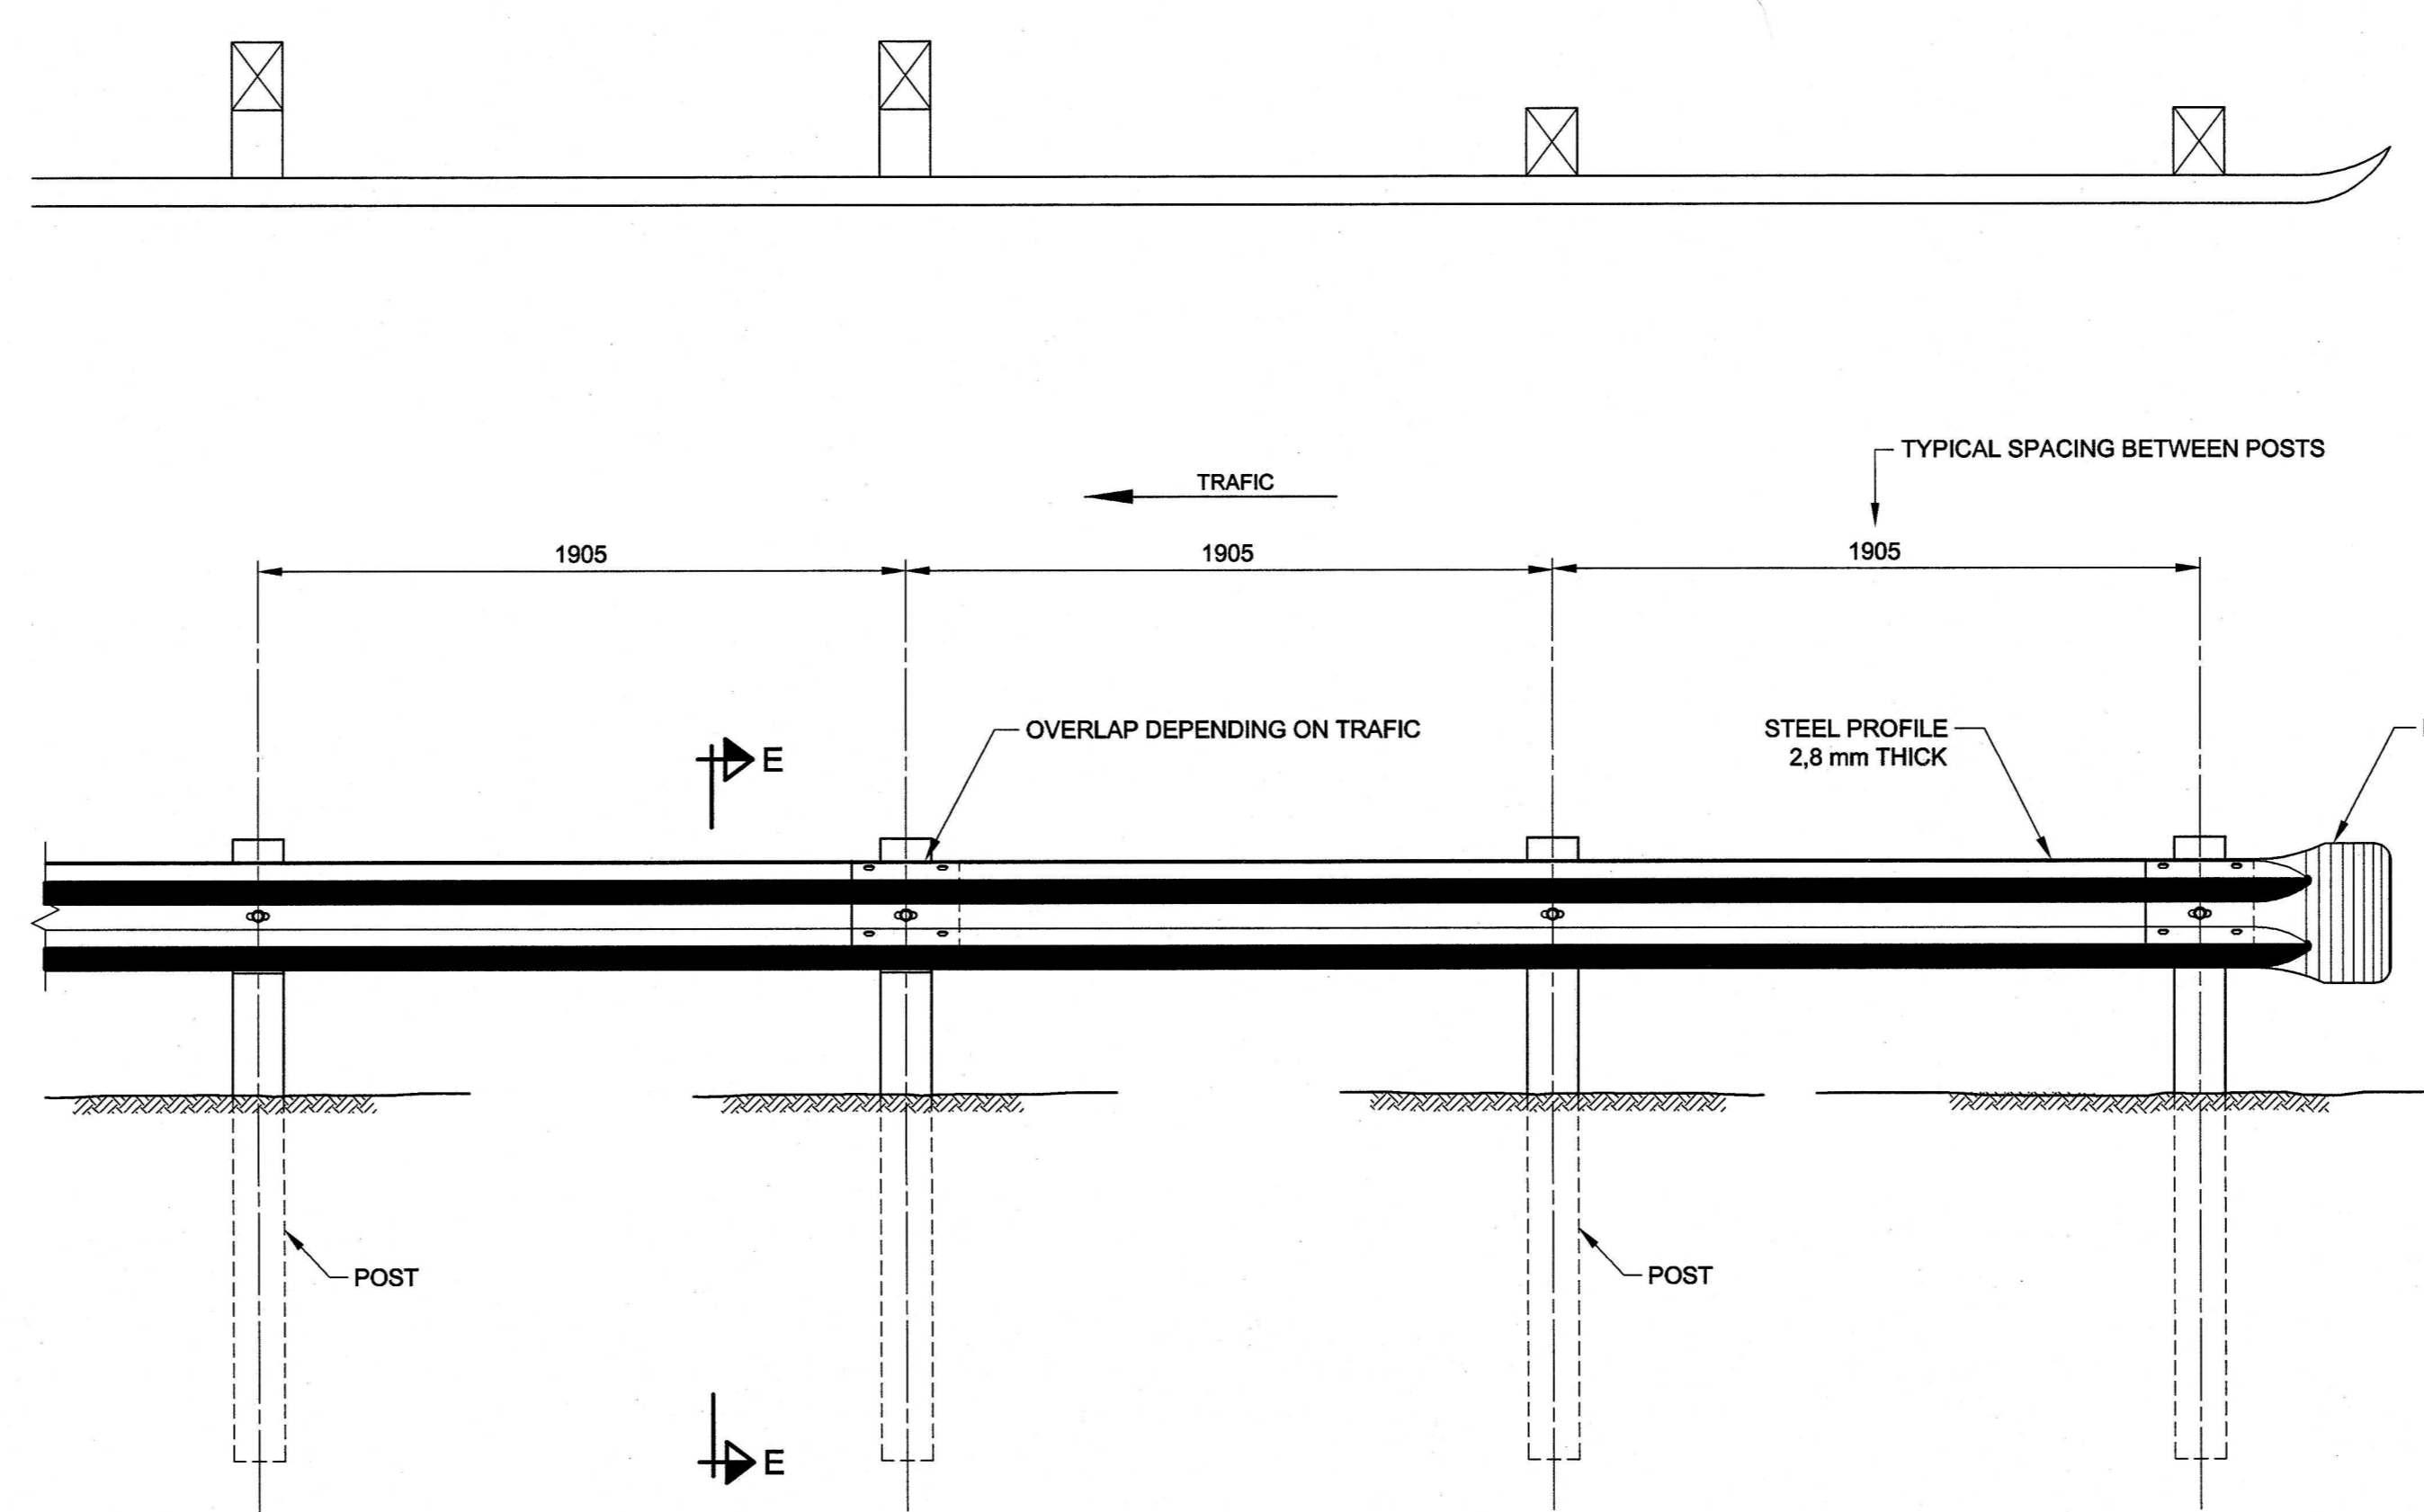 TYPICAL SPACING BETWEEN POSTS
TRAFIC
1905
1905
1905
OVERLAP DEPENDING ON TRAFIC
STEEL PROFILE
2,8 mm THICK
E
POST
POST
E